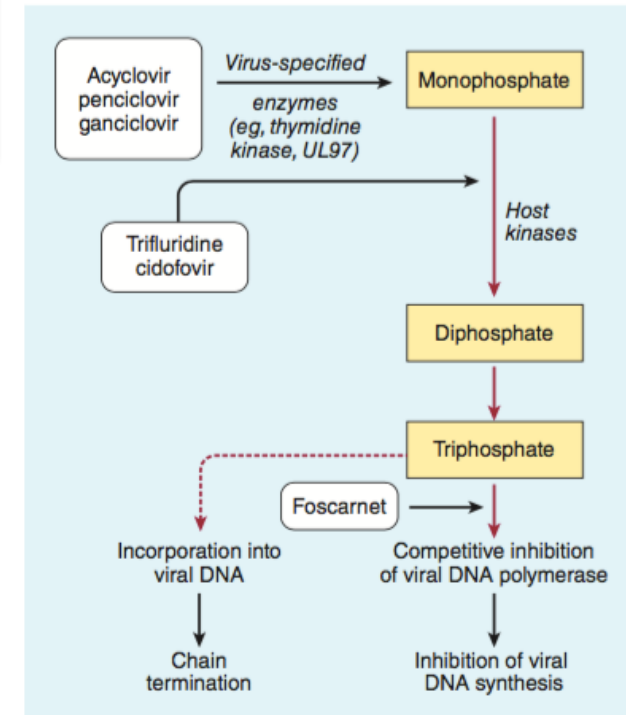 Acyclovir
penciclovir
ganciclovir
Virus-specified
enzymes
(eg, thymidine
kinase, UL97)
Monophosphate
Trifluridine
cidofovir
Host
kinases
Diphosphate
Triphosphate
Foscarnet
Incorporation into
viral DNA
Competitive inhibition
of viral DNA polymerase
Chain
termination
Inhibition of viral
DNA synthesis